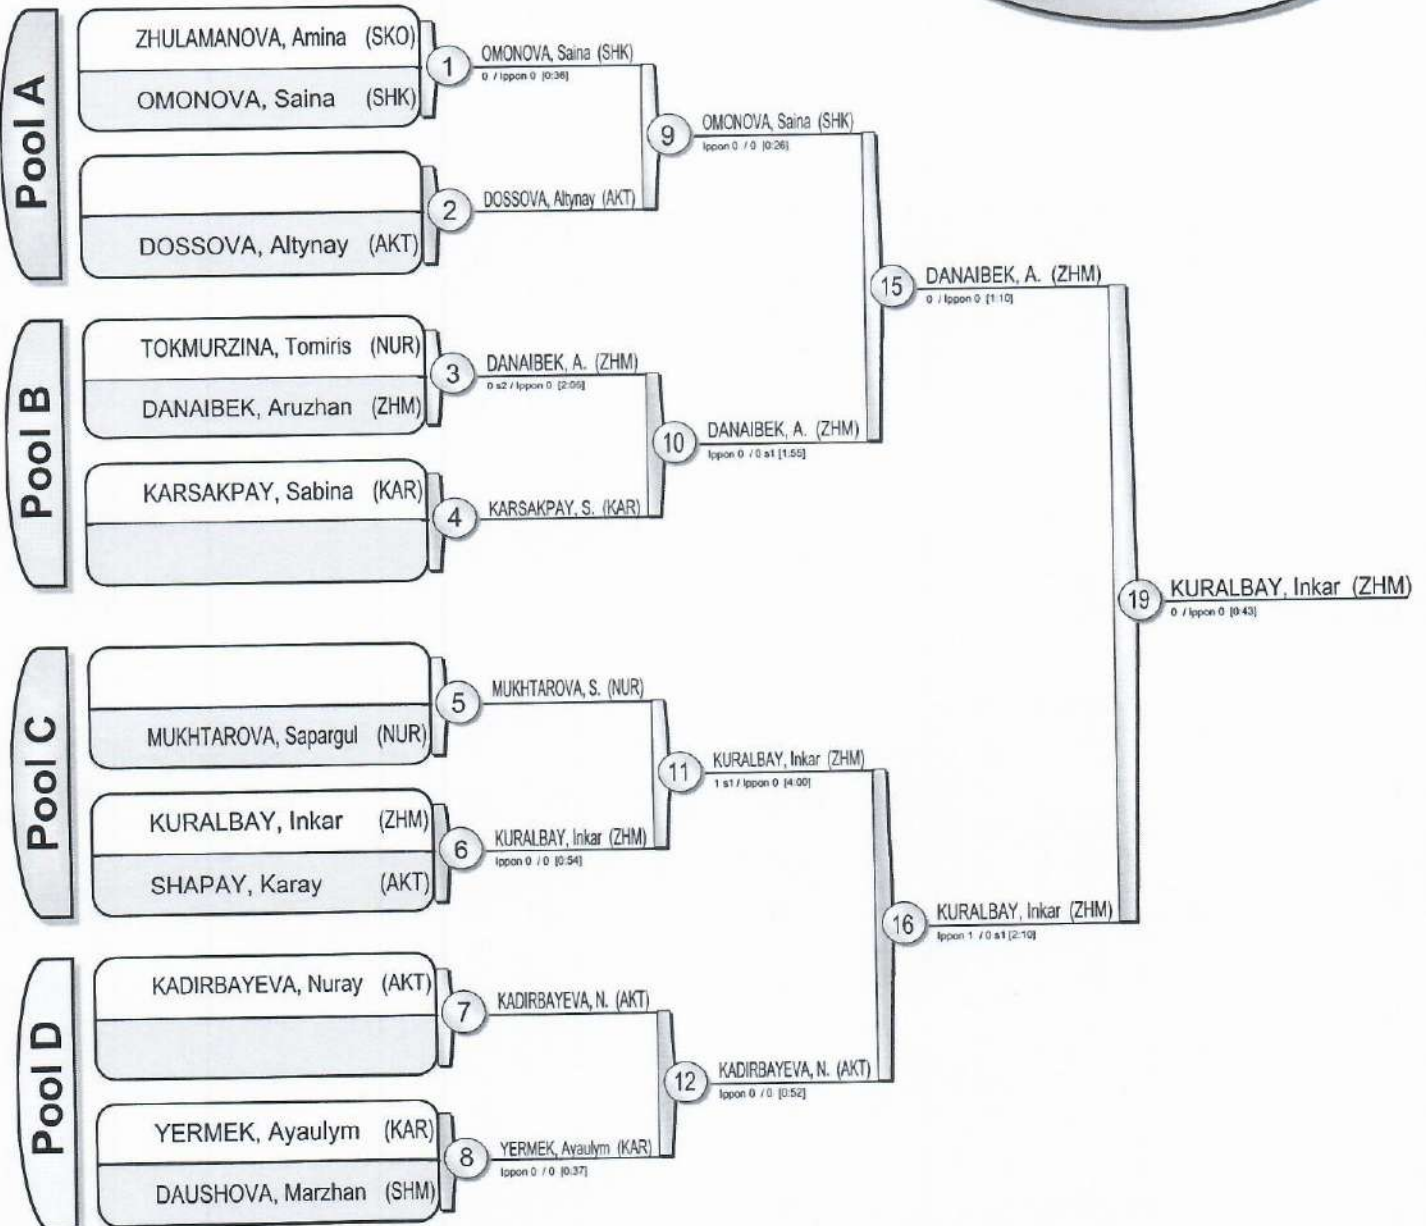 Pool A
ZHULAMANOVA, Amina (SKO)
OMONOVA, Saina (SHK)
1
OMONOVA, Saina (SHK)
0 / Ippon 0 [0:36]
DOSSOVA, Altynay (AKT)
2
DOSSOVA, Altynay (AKT)
9
OMONOVA, Saina (SHK)
Ippon 0 / 0 [0:26]
Pool B
TOKMURZINA, Tomiris (NUR)
DANAIBEK, Aruzhan (ZHM)
3
DANAIBEK, A. (ZHM)
0 s2 / Ippon 0 [2:05]
KARSAKPAY, Sabina (KAR)
4
KARSAKPAY, S. (KAR)
10
DANAIBEK, A. (ZHM)
Ippon 0 / 0 s1 [1:55]
15
DANAIBEK, A. (ZHM)
0 / Ippon 0 [1:10]
Pool C
MUKHTAROVA, Sapargul (NUR)
5
MUKHTAROVA, S. (NUR)
KURALBAY, Inkar (ZHM)
SHAPAY, Karay (AKT)
6
KURALBAY, Inkar (ZHM)
Ippon 0 / 0 [0:54]
11
KURALBAY, Inkar (ZHM)
1 s1 / Ippon 0 [4:00]
Pool D
KADIRBAYEVA, Nuray (AKT)
7
KADIRBAYEVA, N. (AKT)
YERMEK, Ayaulym (KAR)
DAUSHOVA, Marzhan (SHM)
8
YERMEK, Ayaulym (KAR)
Ippon 0 / 0 [0:37]
12
KADIRBAYEVA, N. (AKT)
Ippon 0 / 0 [0:52]
16
KURALBAY, Inkar (ZHM)
Ippon 1 / 0 s1 [2:10]
19
KURALBAY, Inkar (ZHM)
0 / Ippon 0 [0:43]